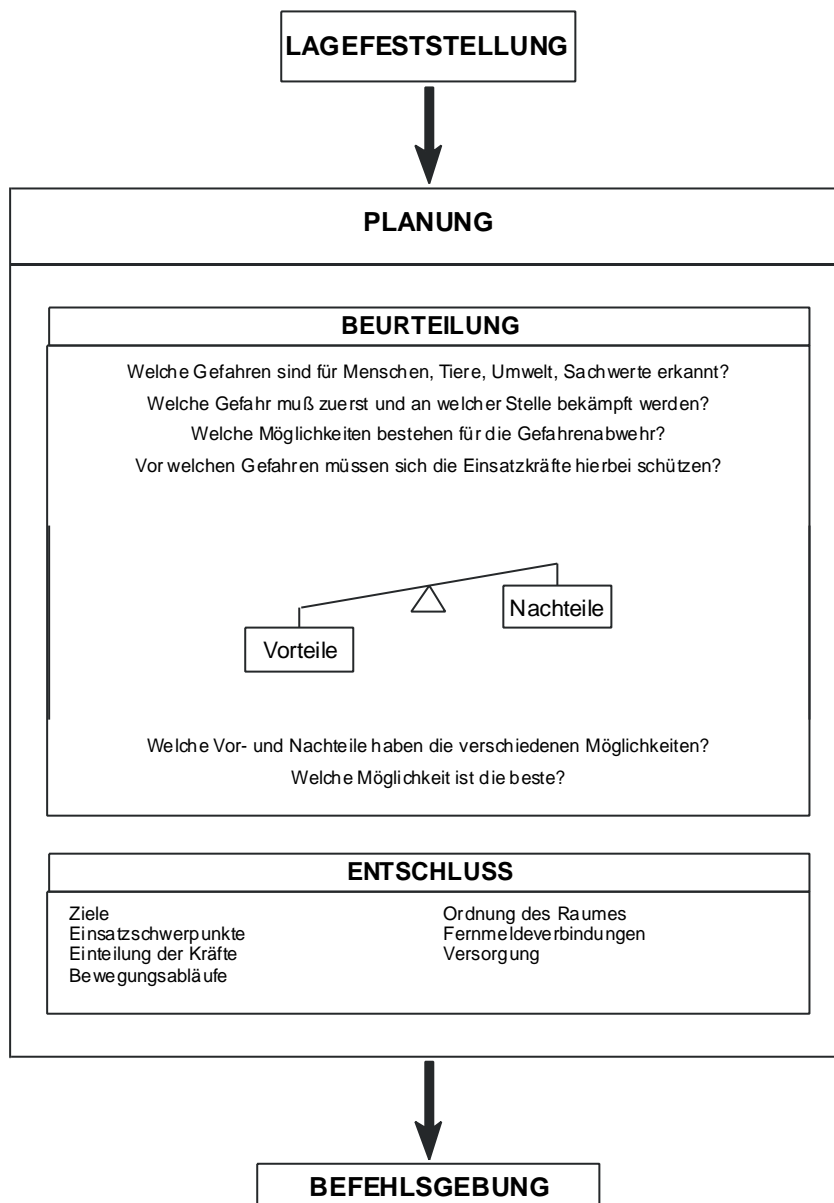 LAGEFESTSTELLUNG
PLANUNG
BEURTEILUNG
Welche Gefahren sind für Menschen, Tiere, Umwelt, Sachwerte erkannt?
Welche Gefahr muß zuerst und an welcher Stelle bekämpft werden?
Welche Möglichkeiten bestehen für die Gefahrenabwehr?
Vor welchen Gefahren müssen sich die Einsatzkräfte hierbei schützen?
Nachteile
Vorteile
Welche Vor- und Nachteile haben die verschiedenen Möglichkeiten?
Welche Möglichkeit ist die beste?
ENTSCHLUSS
Ziele
Einsatzschwerpunkte
Einteilung der Kräfte
Bewegungsabläufe
Ordnung des Raumes
Fernmeldeverbindungen
Versorgung
BEFEHLSGEBUNG